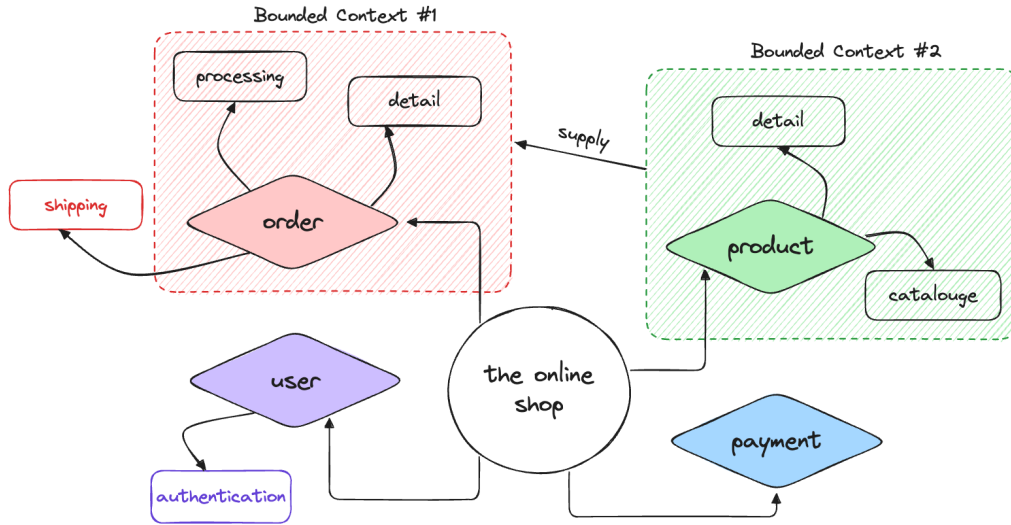 Bounded Context #1
Bounded Context #2
processing
detail
detail
supply
shipping
order
product
catalouge
user
the online
shop
payment
authentication